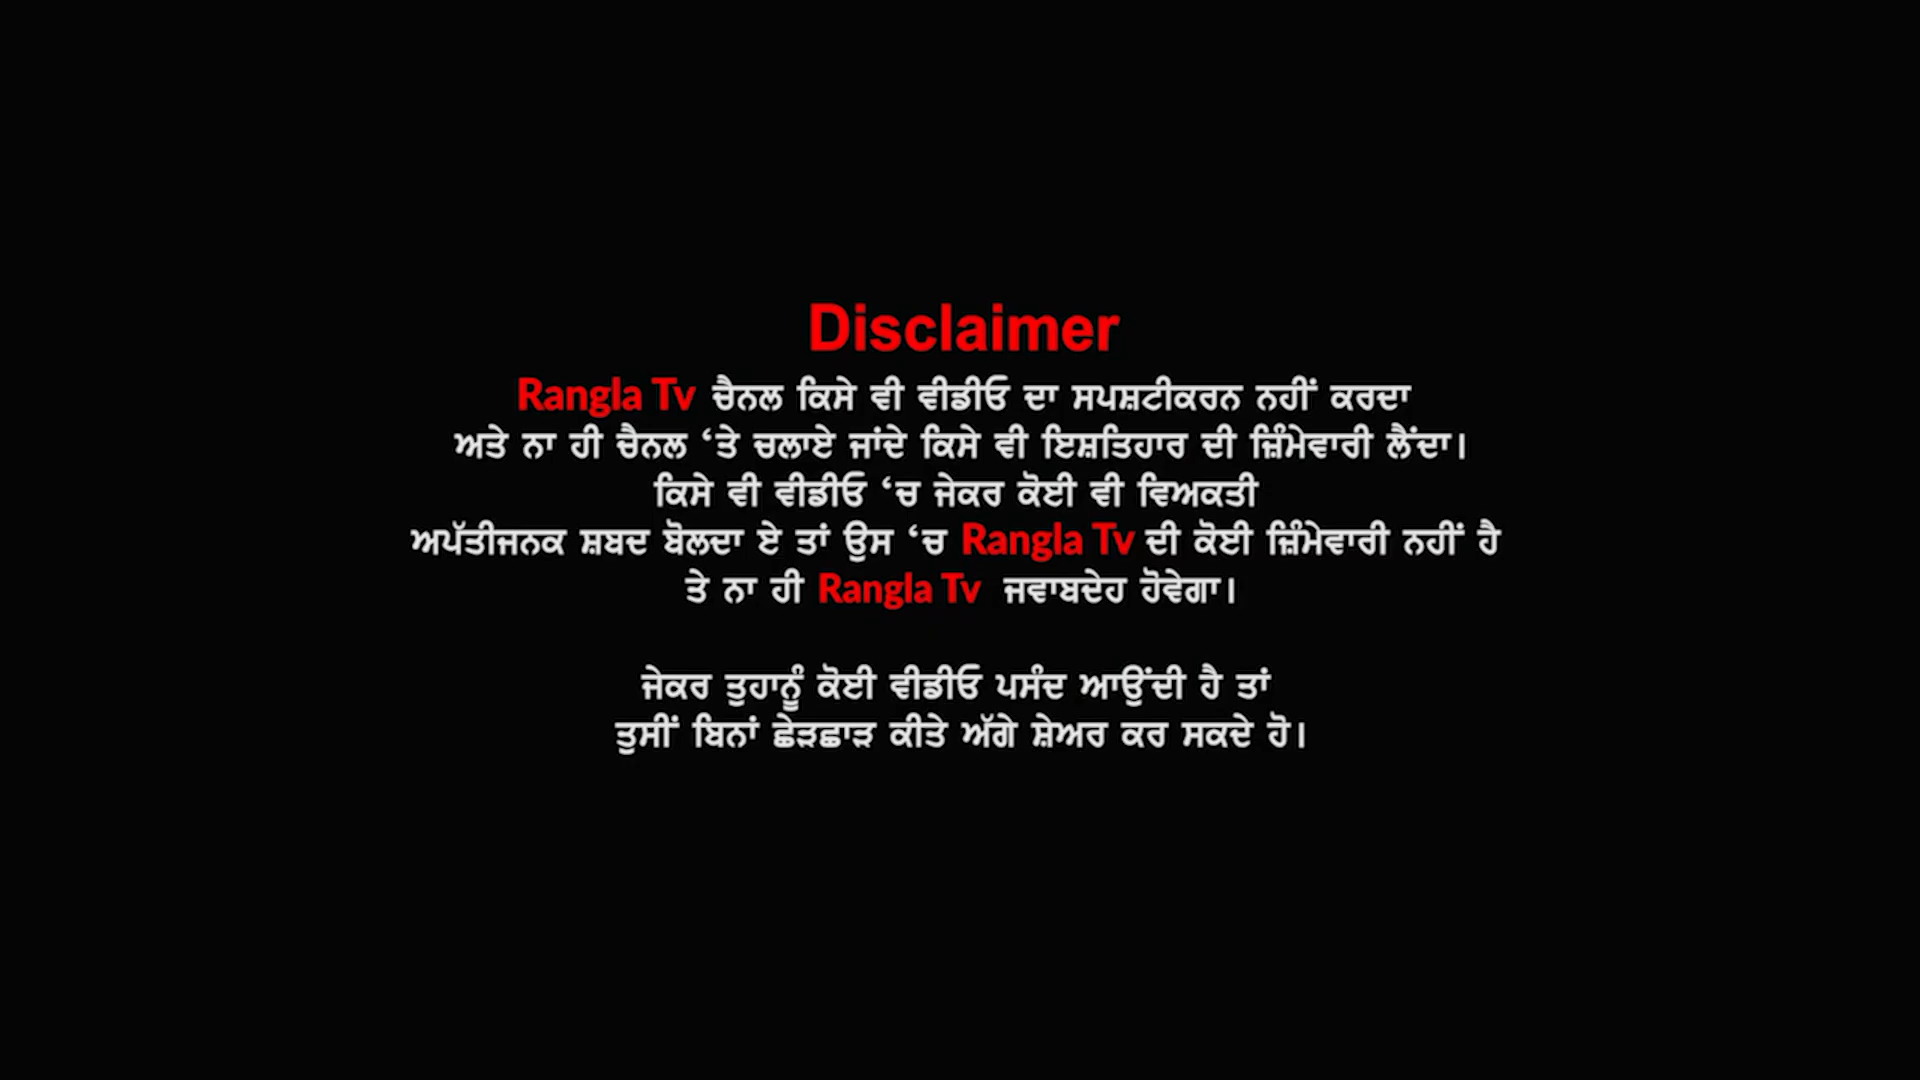 Disclaimer
Rangla Tv ਚੈਨਲ ਕਿਸੇ ਵੀ ਵੀਡੀਓ ਦਾ ਸਪਸ਼ਟੀਕਰਨ ਨਹੀਂ ਕਰਦਾ
ਅਤੇ ਨਾ ਹੀ ਚੈਨਲ ‘ਤੇ ਚਲਾਏ ਜਾਂਦੇ ਕਿਸੇ ਵੀ ਇਸ਼ਤਿਹਾਰ ਦੀ ਜ਼ਿੰਮੇਵਾਰੀ ਲੈਂਦਾ।
ਕਿਸੇ ਵੀ ਵੀਡੀਓ ‘ਚ ਜੇਕਰ ਕੋਈ ਵੀ ਵਿਅਕਤੀ
ਅਪੱਤੀਜਨਕ ਸ਼ਬਦ ਬੋਲਦਾ ਏ ਤਾਂ ਉਸ ‘ਚ Rangla Tv ਦੀ ਕੋਈ ਜ਼ਿੰਮੇਵਾਰੀ ਨਹੀਂ ਹੈ
ਤੇ ਨਾ ਹੀ Rangla Tv ਜਵਾਬਦੇਹ ਹੋਵੇਗਾ।
ਜੇਕਰ ਤੁਹਾਨੂੰ ਕੋਈ ਵੀਡੀਓ ਪਸੰਦ ਆਉਂਦੀ ਹੈ ਤਾਂ
ਤੁਸੀਂ ਬਿਨਾਂ ਛੇੜਛਾੜ ਕੀਤੇ ਅੱਗੇ ਸ਼ੇਅਰ ਕਰ ਸਕਦੇ ਹੋ।